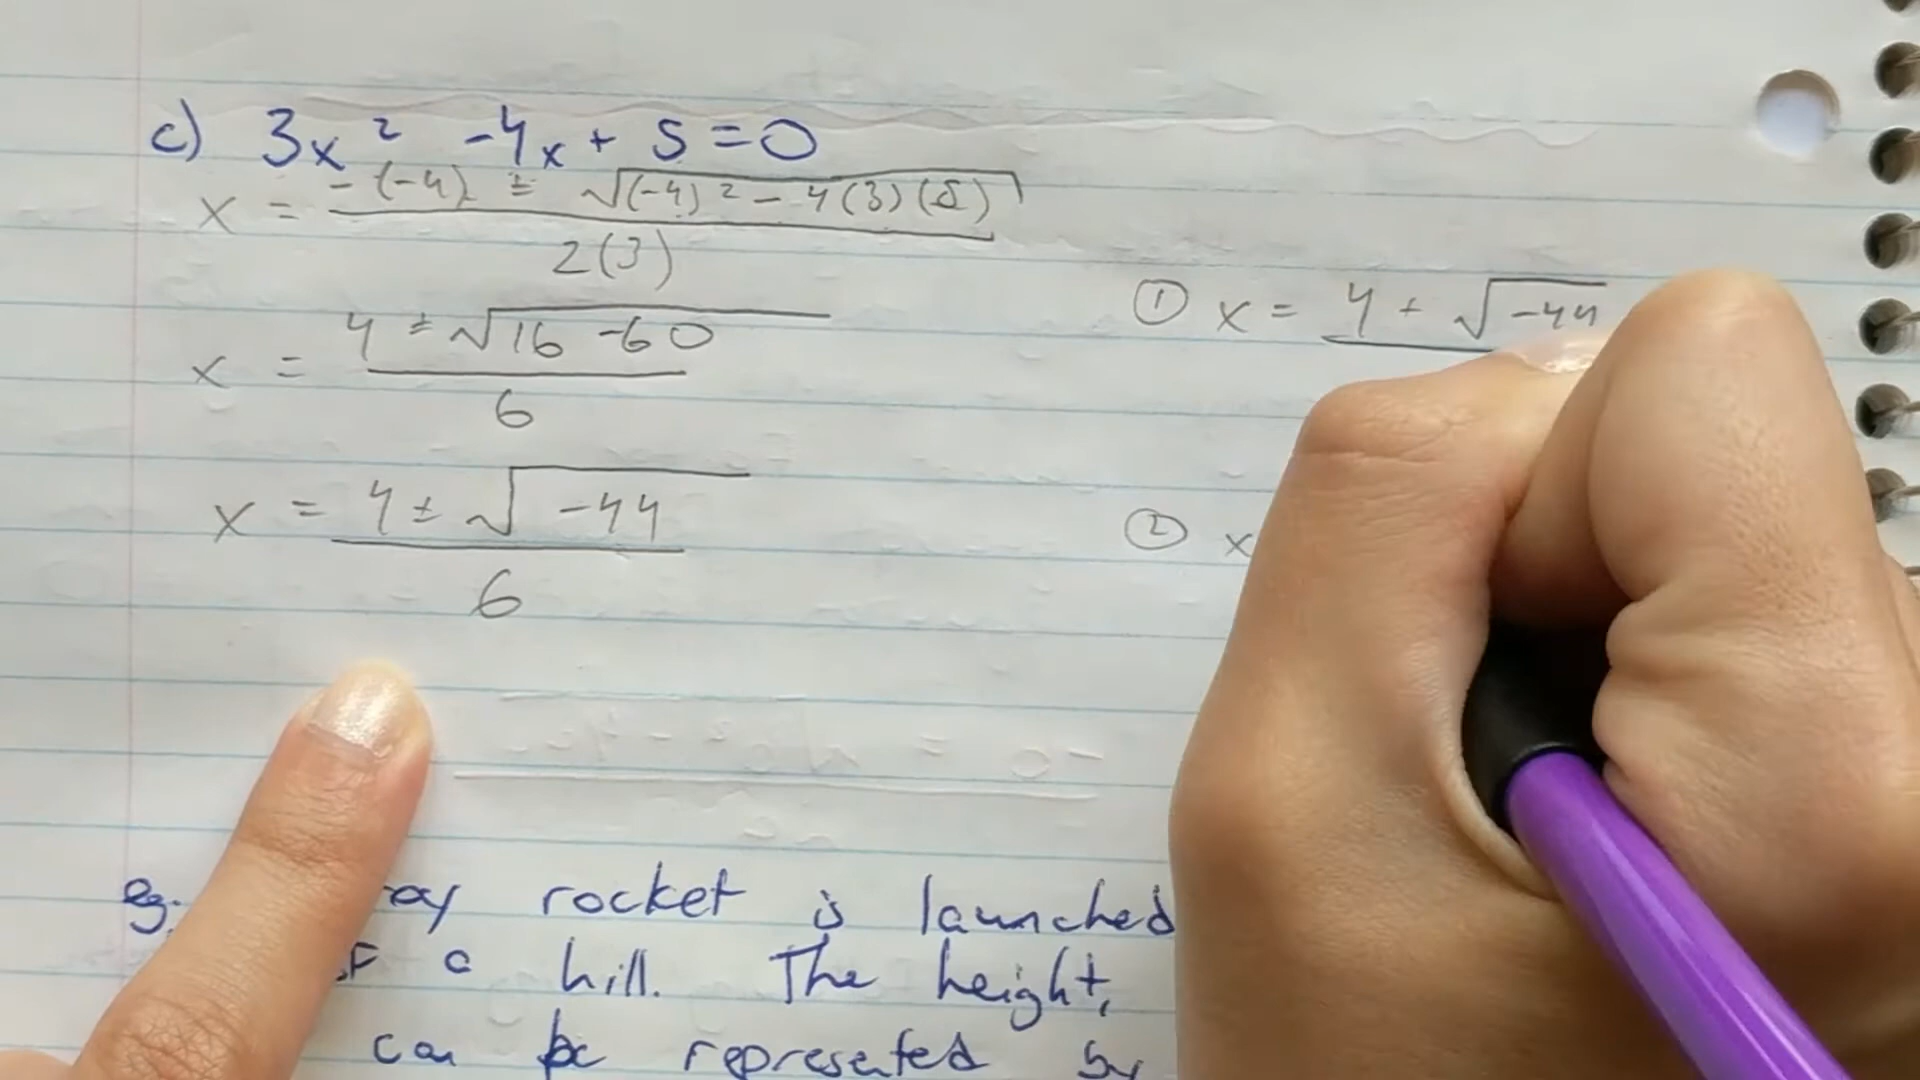 c) 3x² -4x + 5 = 0
x = -(-4) ± √(-4)² - 4(3)(5)
2(3)
x = 4 ± √16 - 60
6
x = 4 ± √-44
6
① x = 4 + √-44
② x
eg. rocket is launched
a hill. The height,
can be represented by